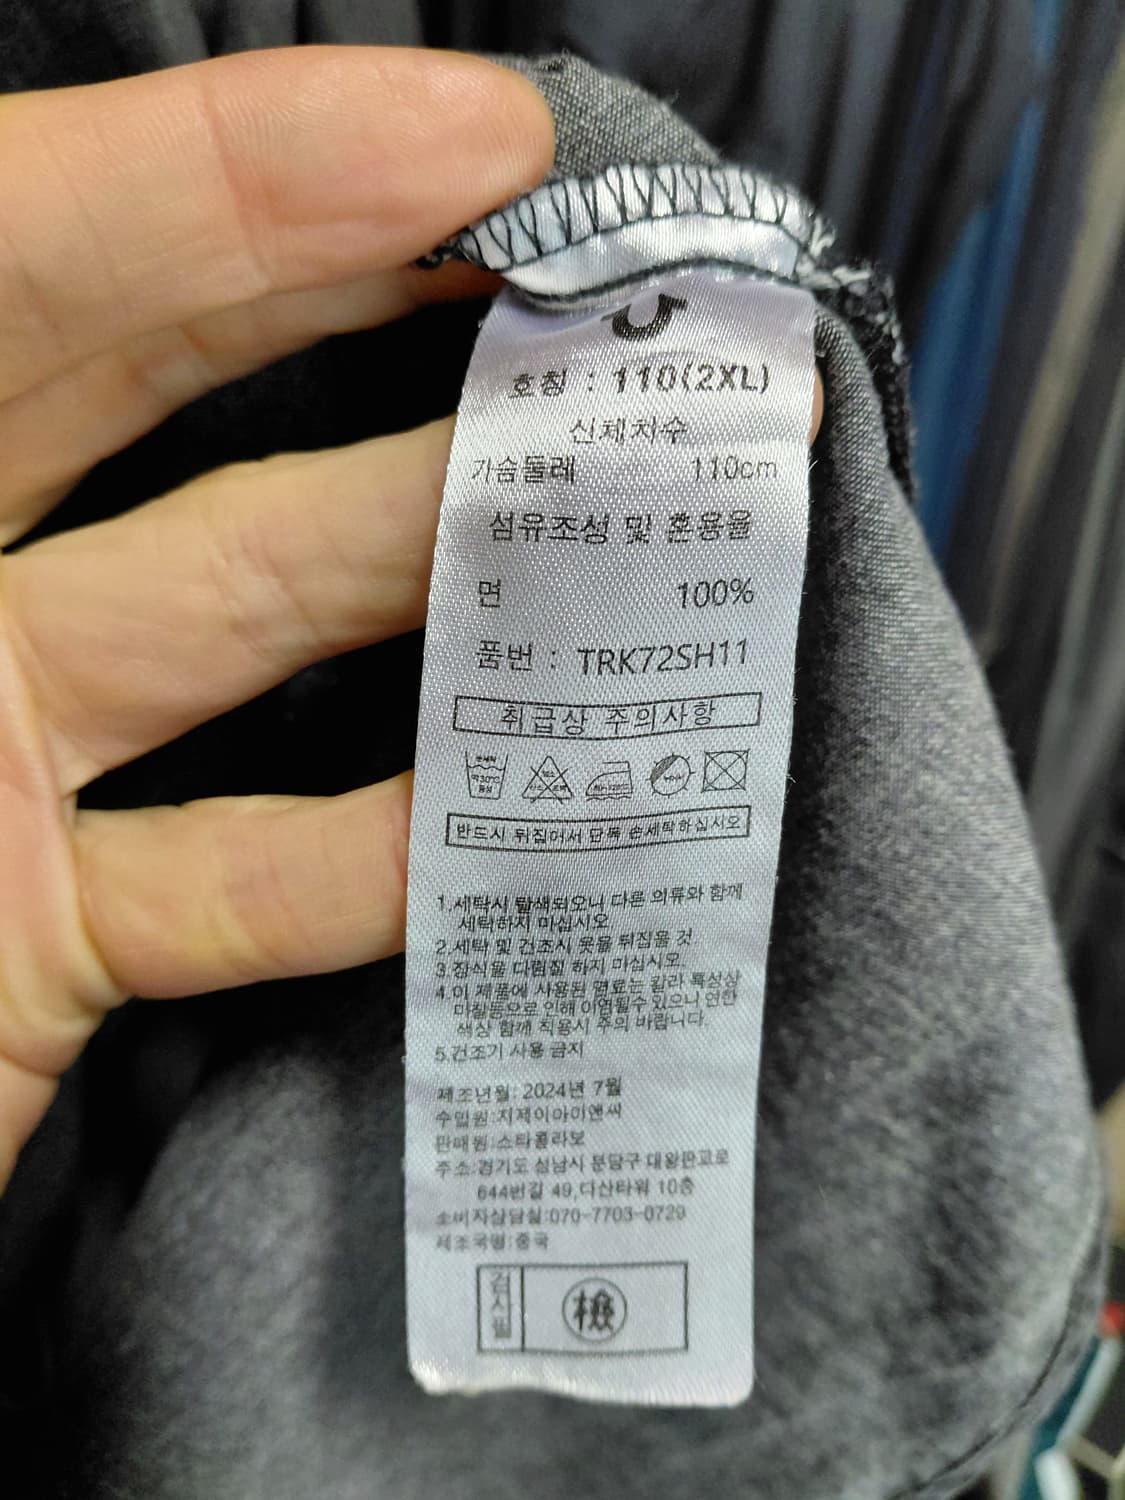 호칭 : 110(2XL)
신체치수
가슴둘레 110cm
섬유조성 및 혼용율
면 100%
품번 : TRK72SH11
취급상 주의사항
반드시 뒤집어서 단독 손세탁하십시오
1.세탁시 탈색되오니 다른 의류와 함께
세탁하지 마십시오
2.세탁 및 건조시 옷을 뒤집을 것
3.장식물 다림질 하지 마십시오
4.이 제품에 사용된 염료는 칼라 특성상
마찰등으로 인해 이염될수 있으니 연한
색상 함께 착용시 주의 바랍니다.
5.건조기 사용 금지
제조년월: 2024년 7월
수입원:지제이아이앤씨
판매원:스타콜라보
주소:경기도 성남시 분당구 대왕판교로
644번길 49,다산타워 10층
소비자상담실:070-7703-0729
제조국명:중국
검사필
檢